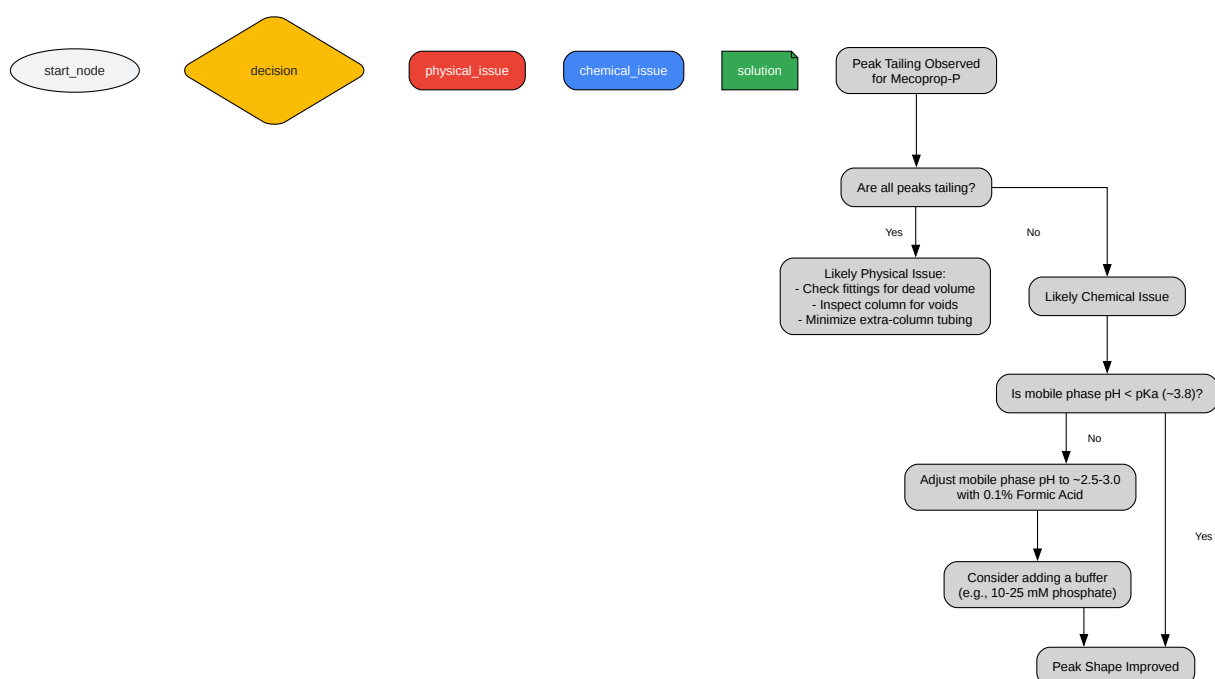 start_node
decision
physical_issue
chemical_issue
solution
Peak Tailing Observed
for Mecoprop-P
Are all peaks tailing?
Yes
No
Likely Physical Issue:
- Check fittings for dead volume
- Inspect column for voids
- Minimize extra-column tubing
Likely Chemical Issue
Is mobile phase pH < pKa (~3.8)?
No
Adjust mobile phase pH to ~2.5-3.0
with 0.1% Formic Acid
Yes
Consider adding a buffer
(e.g., 10-25 mM phosphate)
Peak Shape Improved